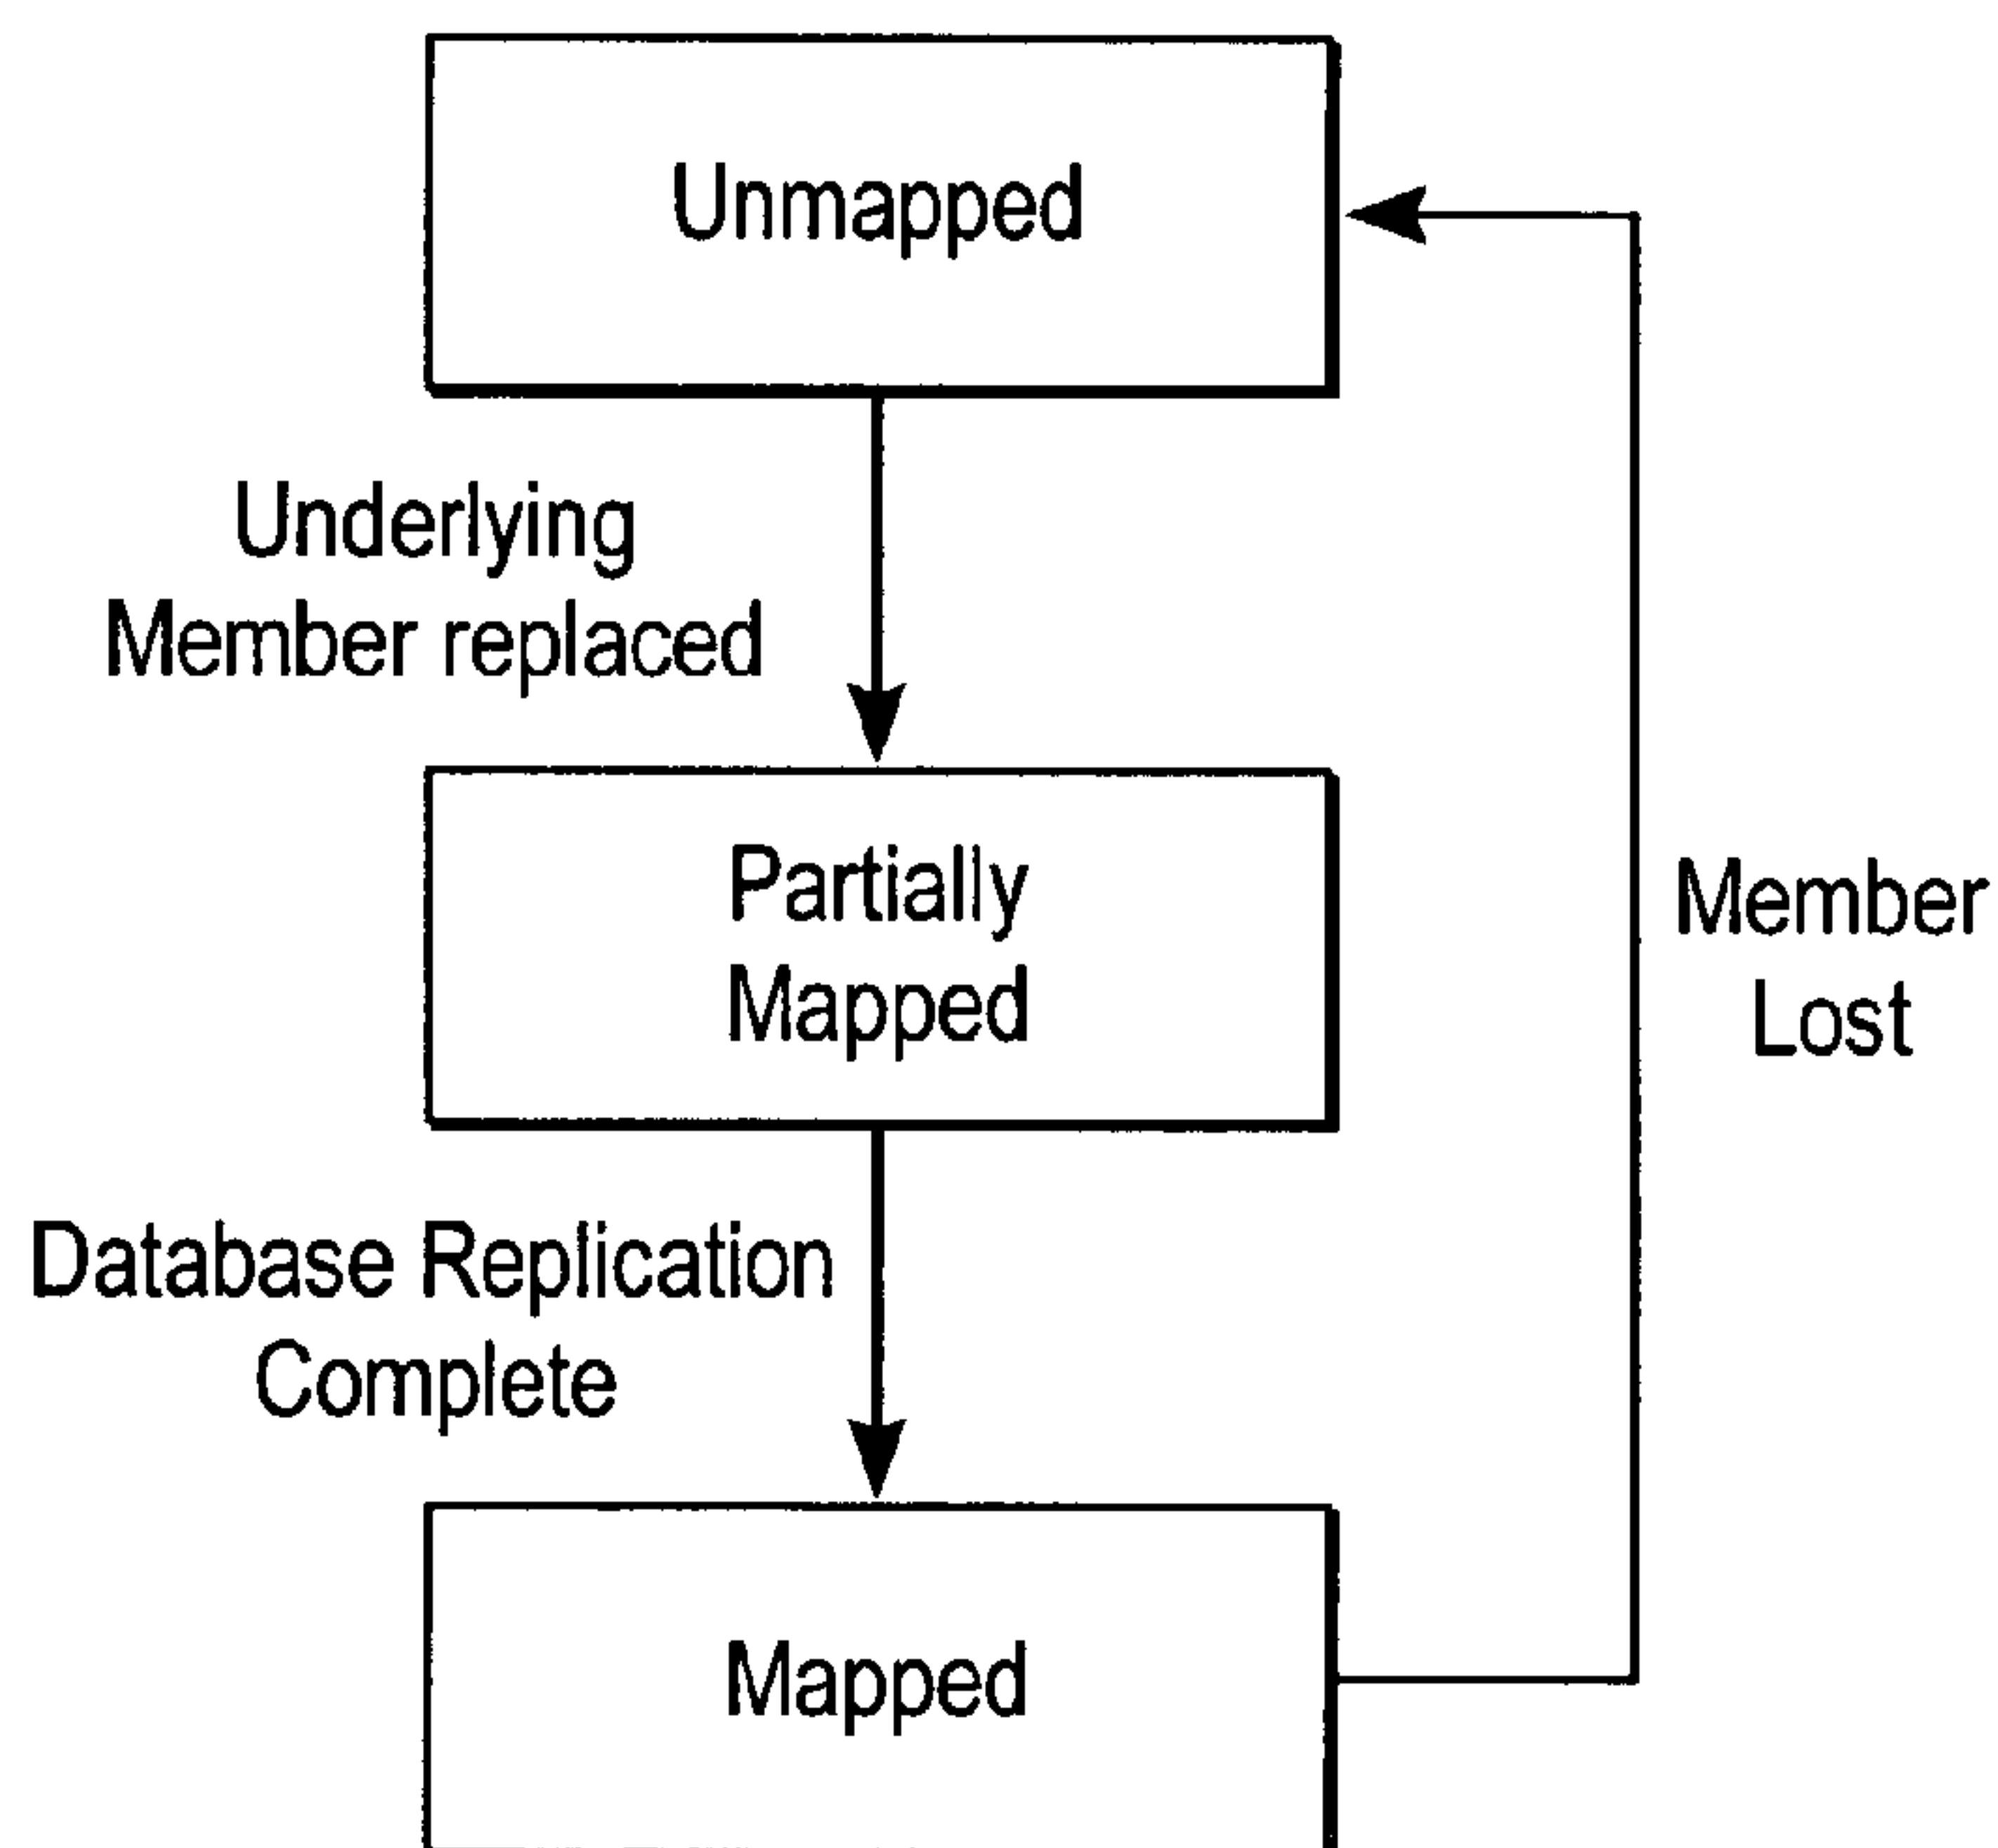 Unmapped
Underlying
Member replaced
Partially
Mapped
Member
Lost
Database Replication
Complete
Mapped